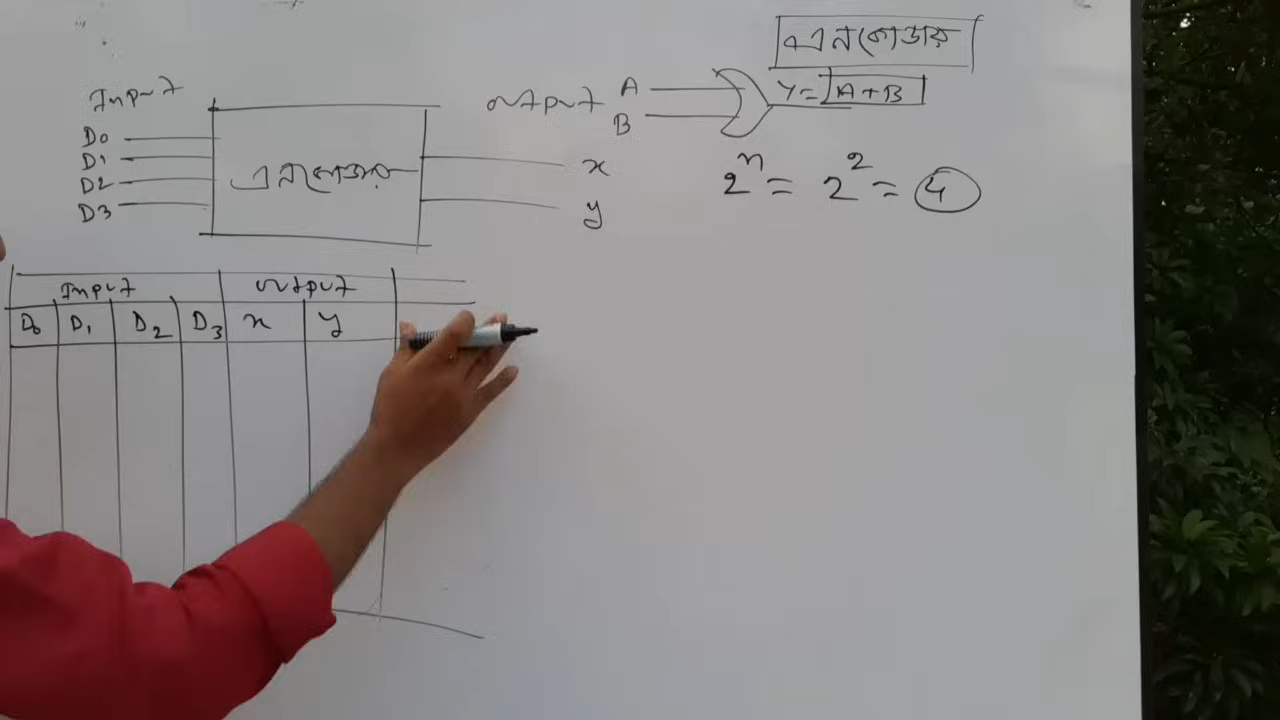 এনকোডার
Input
output
A
B
Y = A + B
D0
D1
D2
D3
এনকোডার
x
y
2ⁿ = 2² = 4
Input output
D₀ D₁ D₂ D₃ x y